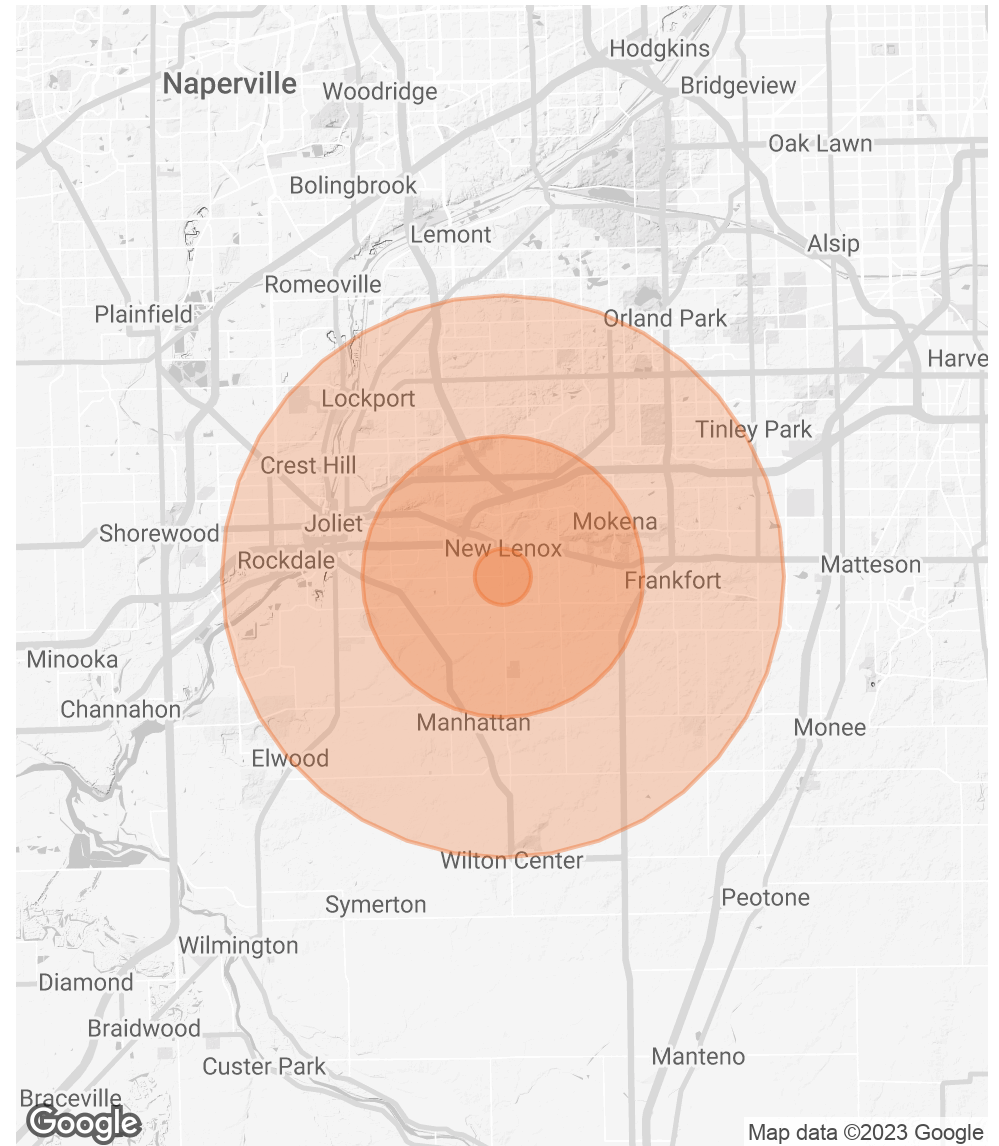 Hodgkins
Naperville
Woodridge
Bridgeview
Oak Lawn
Bolingbrook
Lemont
Alsip
Romeoville
Plainfield
Orland Park
Harve
Lockport
Tinley Park
Crest Hill
Joliet
Mokena
Shorewood
New Lenox
Rockdale
Matteson
Frankfort
Minooka
Channahon
Manhattan
Monee
Elwood
Wilton Center
Peotone
Symerton
Wilmington
Diamond
Braidwood
Manteno
Custer Park
Braceville
Google
Map data ©2023 Google